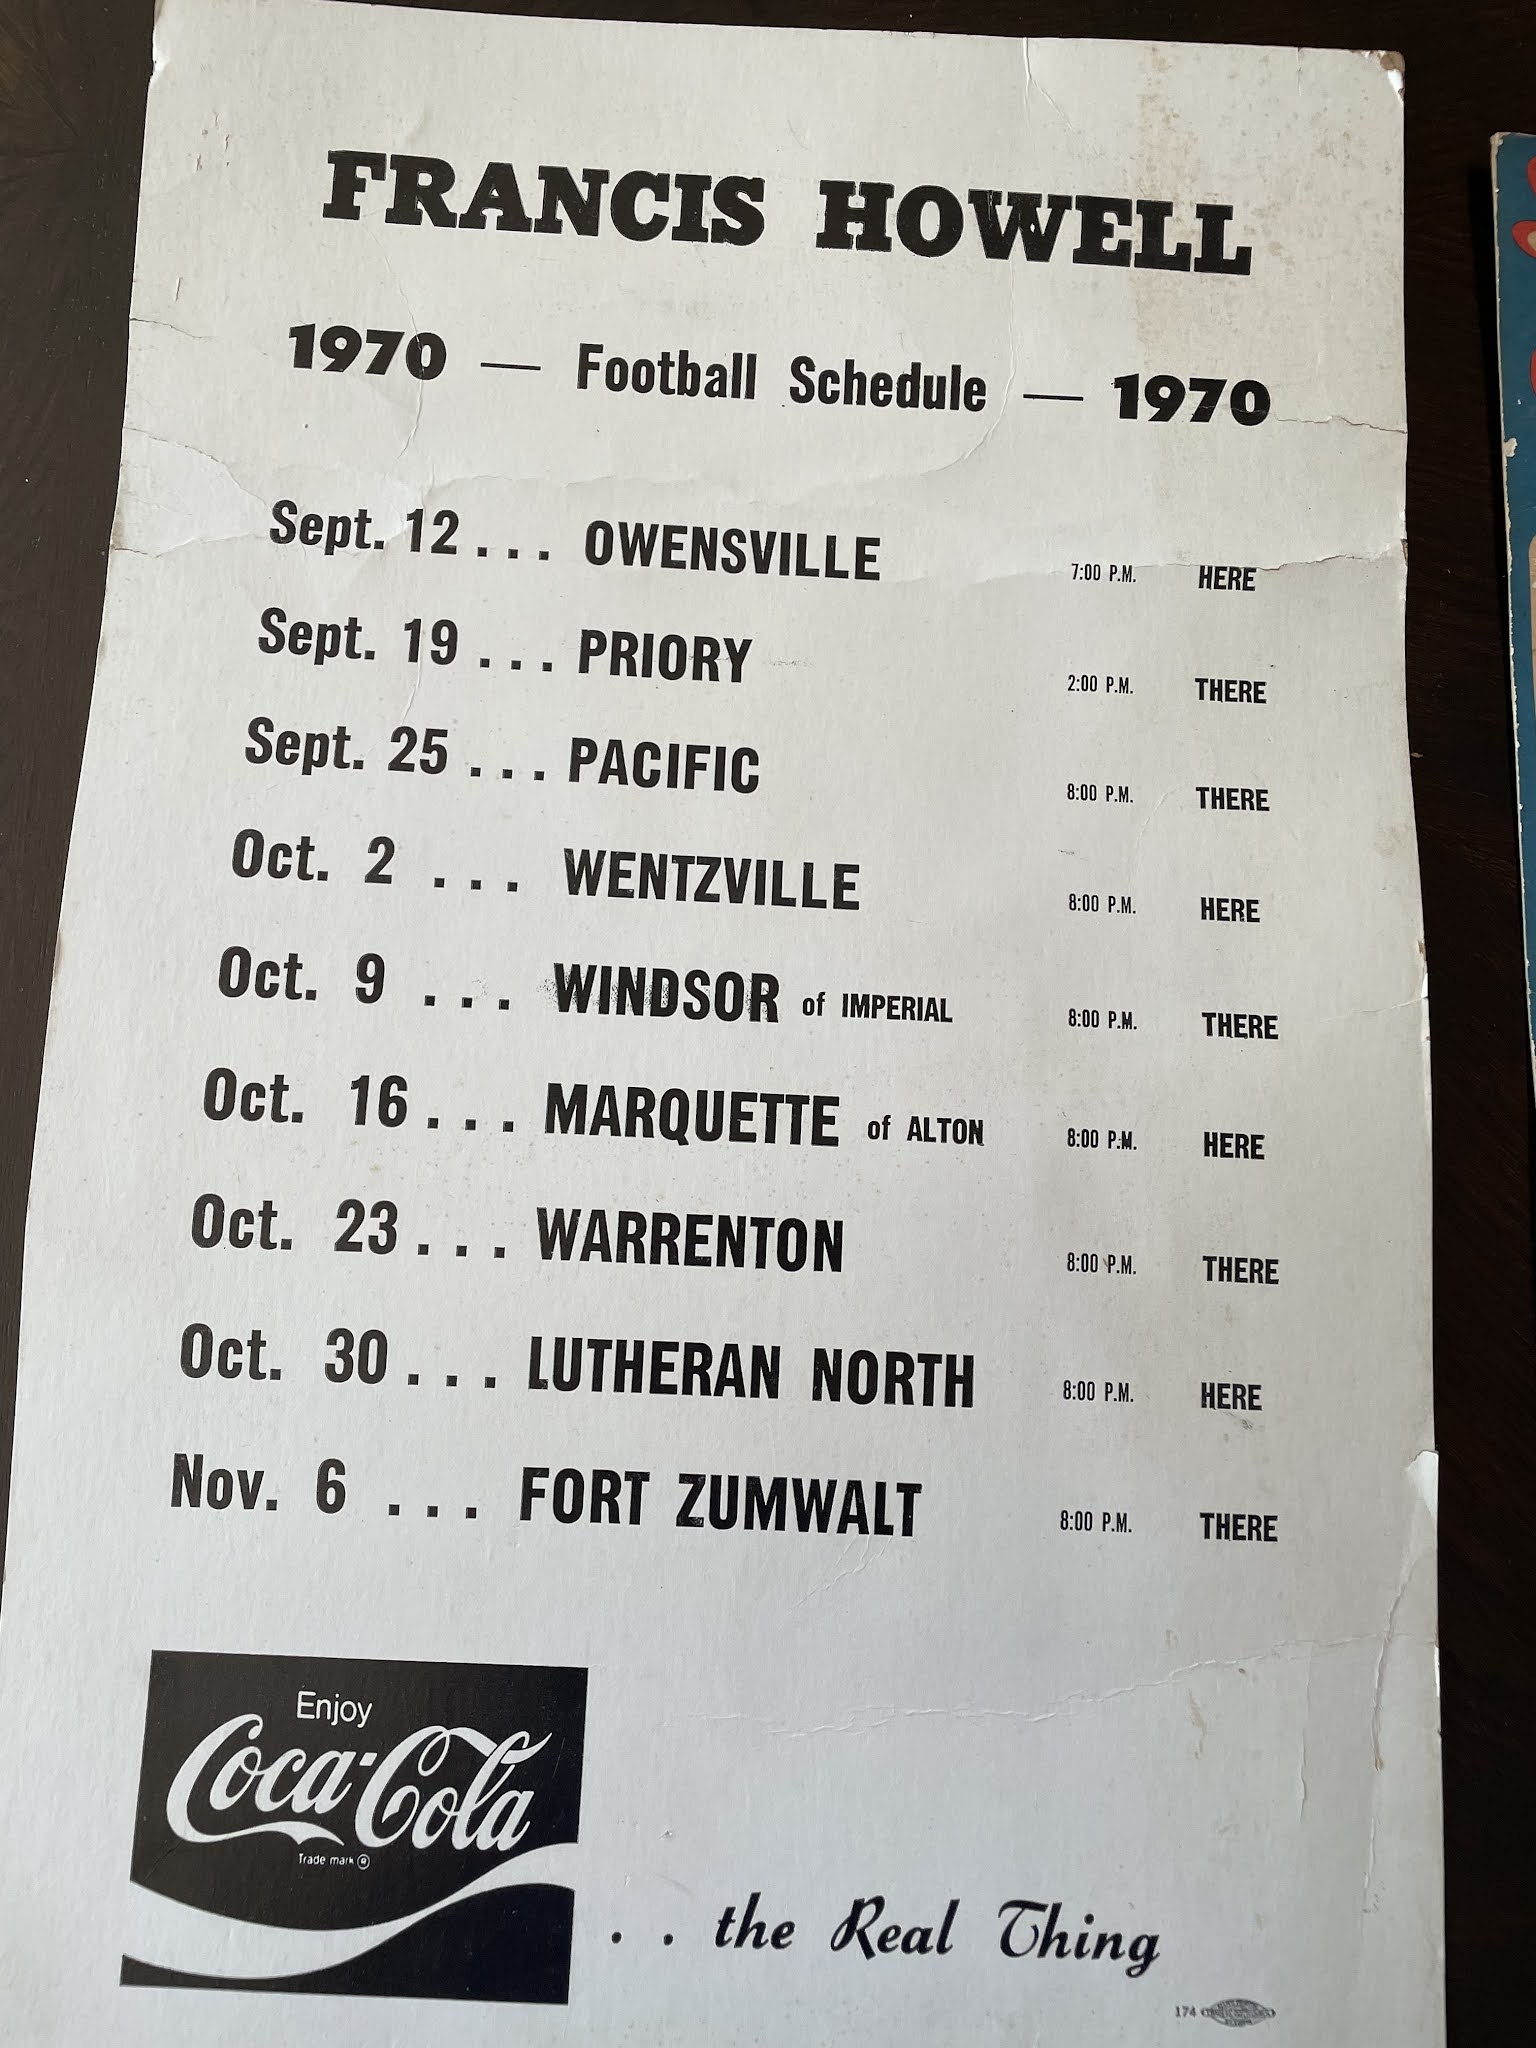 FRANCIS HOWELL
1970 — Football Schedule — 1970
Sept. 12 . . . OWENSVILLE 7:00 P.M. HERE
Sept. 19 . . . PRIORY 2:00 P.M. THERE
Sept. 25 . . . PACIFIC 8:00 P.M. THERE
Oct. 2 . . . WENTZVILLE 8:00 P.M. HERE
Oct. 9 . . . WINDSOR of IMPERIAL 8:00 P.M. THERE
Oct. 16 . . . MARQUETTE of ALTON 8:00 P.M. HERE
Oct. 23 . . . WARRENTON 8:00 P.M. THERE
Oct. 30 . . . LUTHERAN NORTH 8:00 P.M. HERE
Nov. 6 . . . FORT ZUMWALT 8:00 P.M. THERE
Enjoy
Coca-Cola
Trade mark ®
. . the Real Thing
174